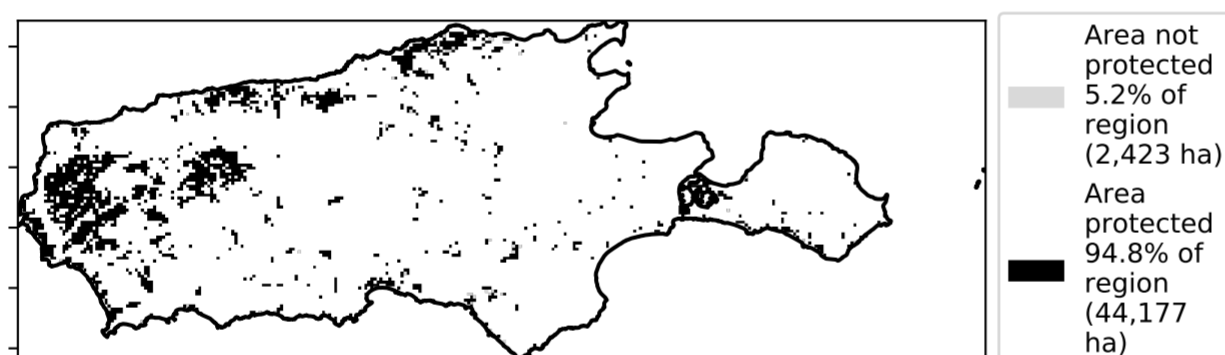 Area not
protected
5.2% of
region
(2,423 ha)
Area
protected
94.8% of
region
(44,177
ha)